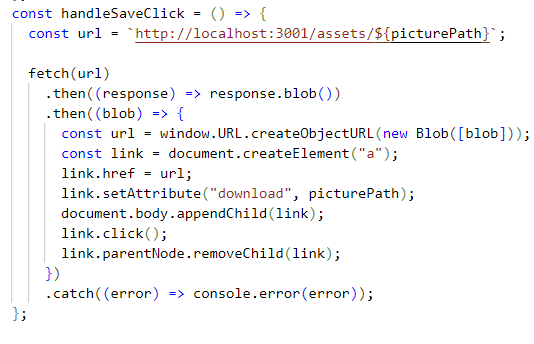 const handleSaveClick = () => {
  const url = `http://localhost:3001/assets/${picturePath}`;

  fetch(url)
    .then((response) => response.blob())
    .then((blob) => {
      const url = window.URL.createObjectURL(new Blob([blob]));
      const link = document.createElement("a");
      link.href = url;
      link.setAttribute("download", picturePath);
      document.body.appendChild(link);
      link.click();
      link.parentNode.removeChild(link);
    })
    .catch((error) => console.error(error));
};